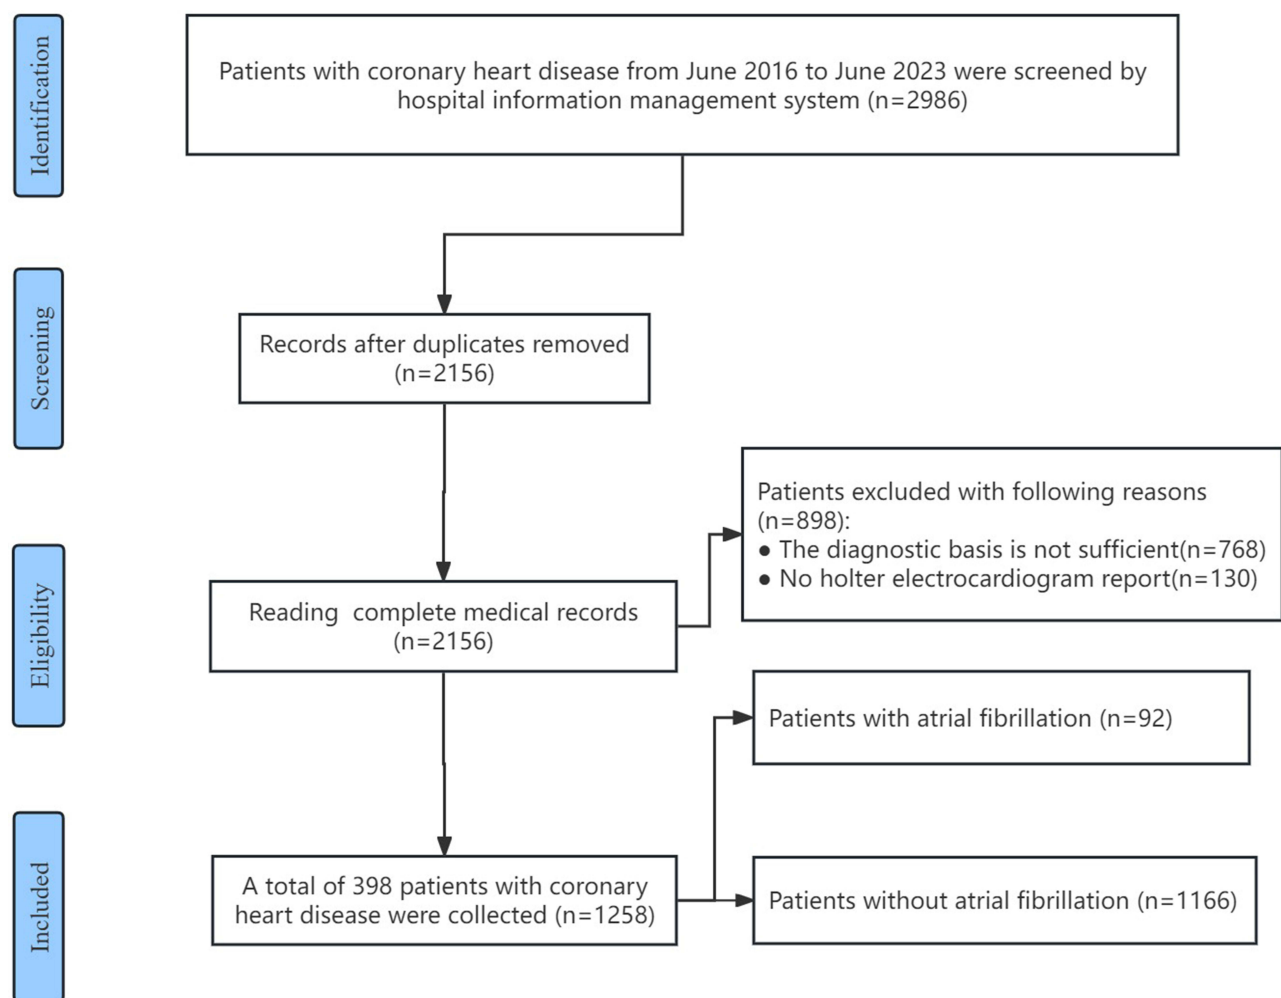 Identification
Patients with coronary heart disease from June 2016 to June 2023 were screened by
hospital information management system (n=2986)
Screening
Records after duplicates removed
(n=2156)
Patients excluded with following reasons
(n=898):
● The diagnostic basis is not sufficient(n=768)
● No holter electrocardiogram report(n=130)
Eligibility
Reading  complete medical records
(n=2156)
Patients with atrial fibrillation (n=92)
Included
A total of 398 patients with coronary
heart disease were collected (n=1258)
Patients without atrial fibrillation (n=1166)